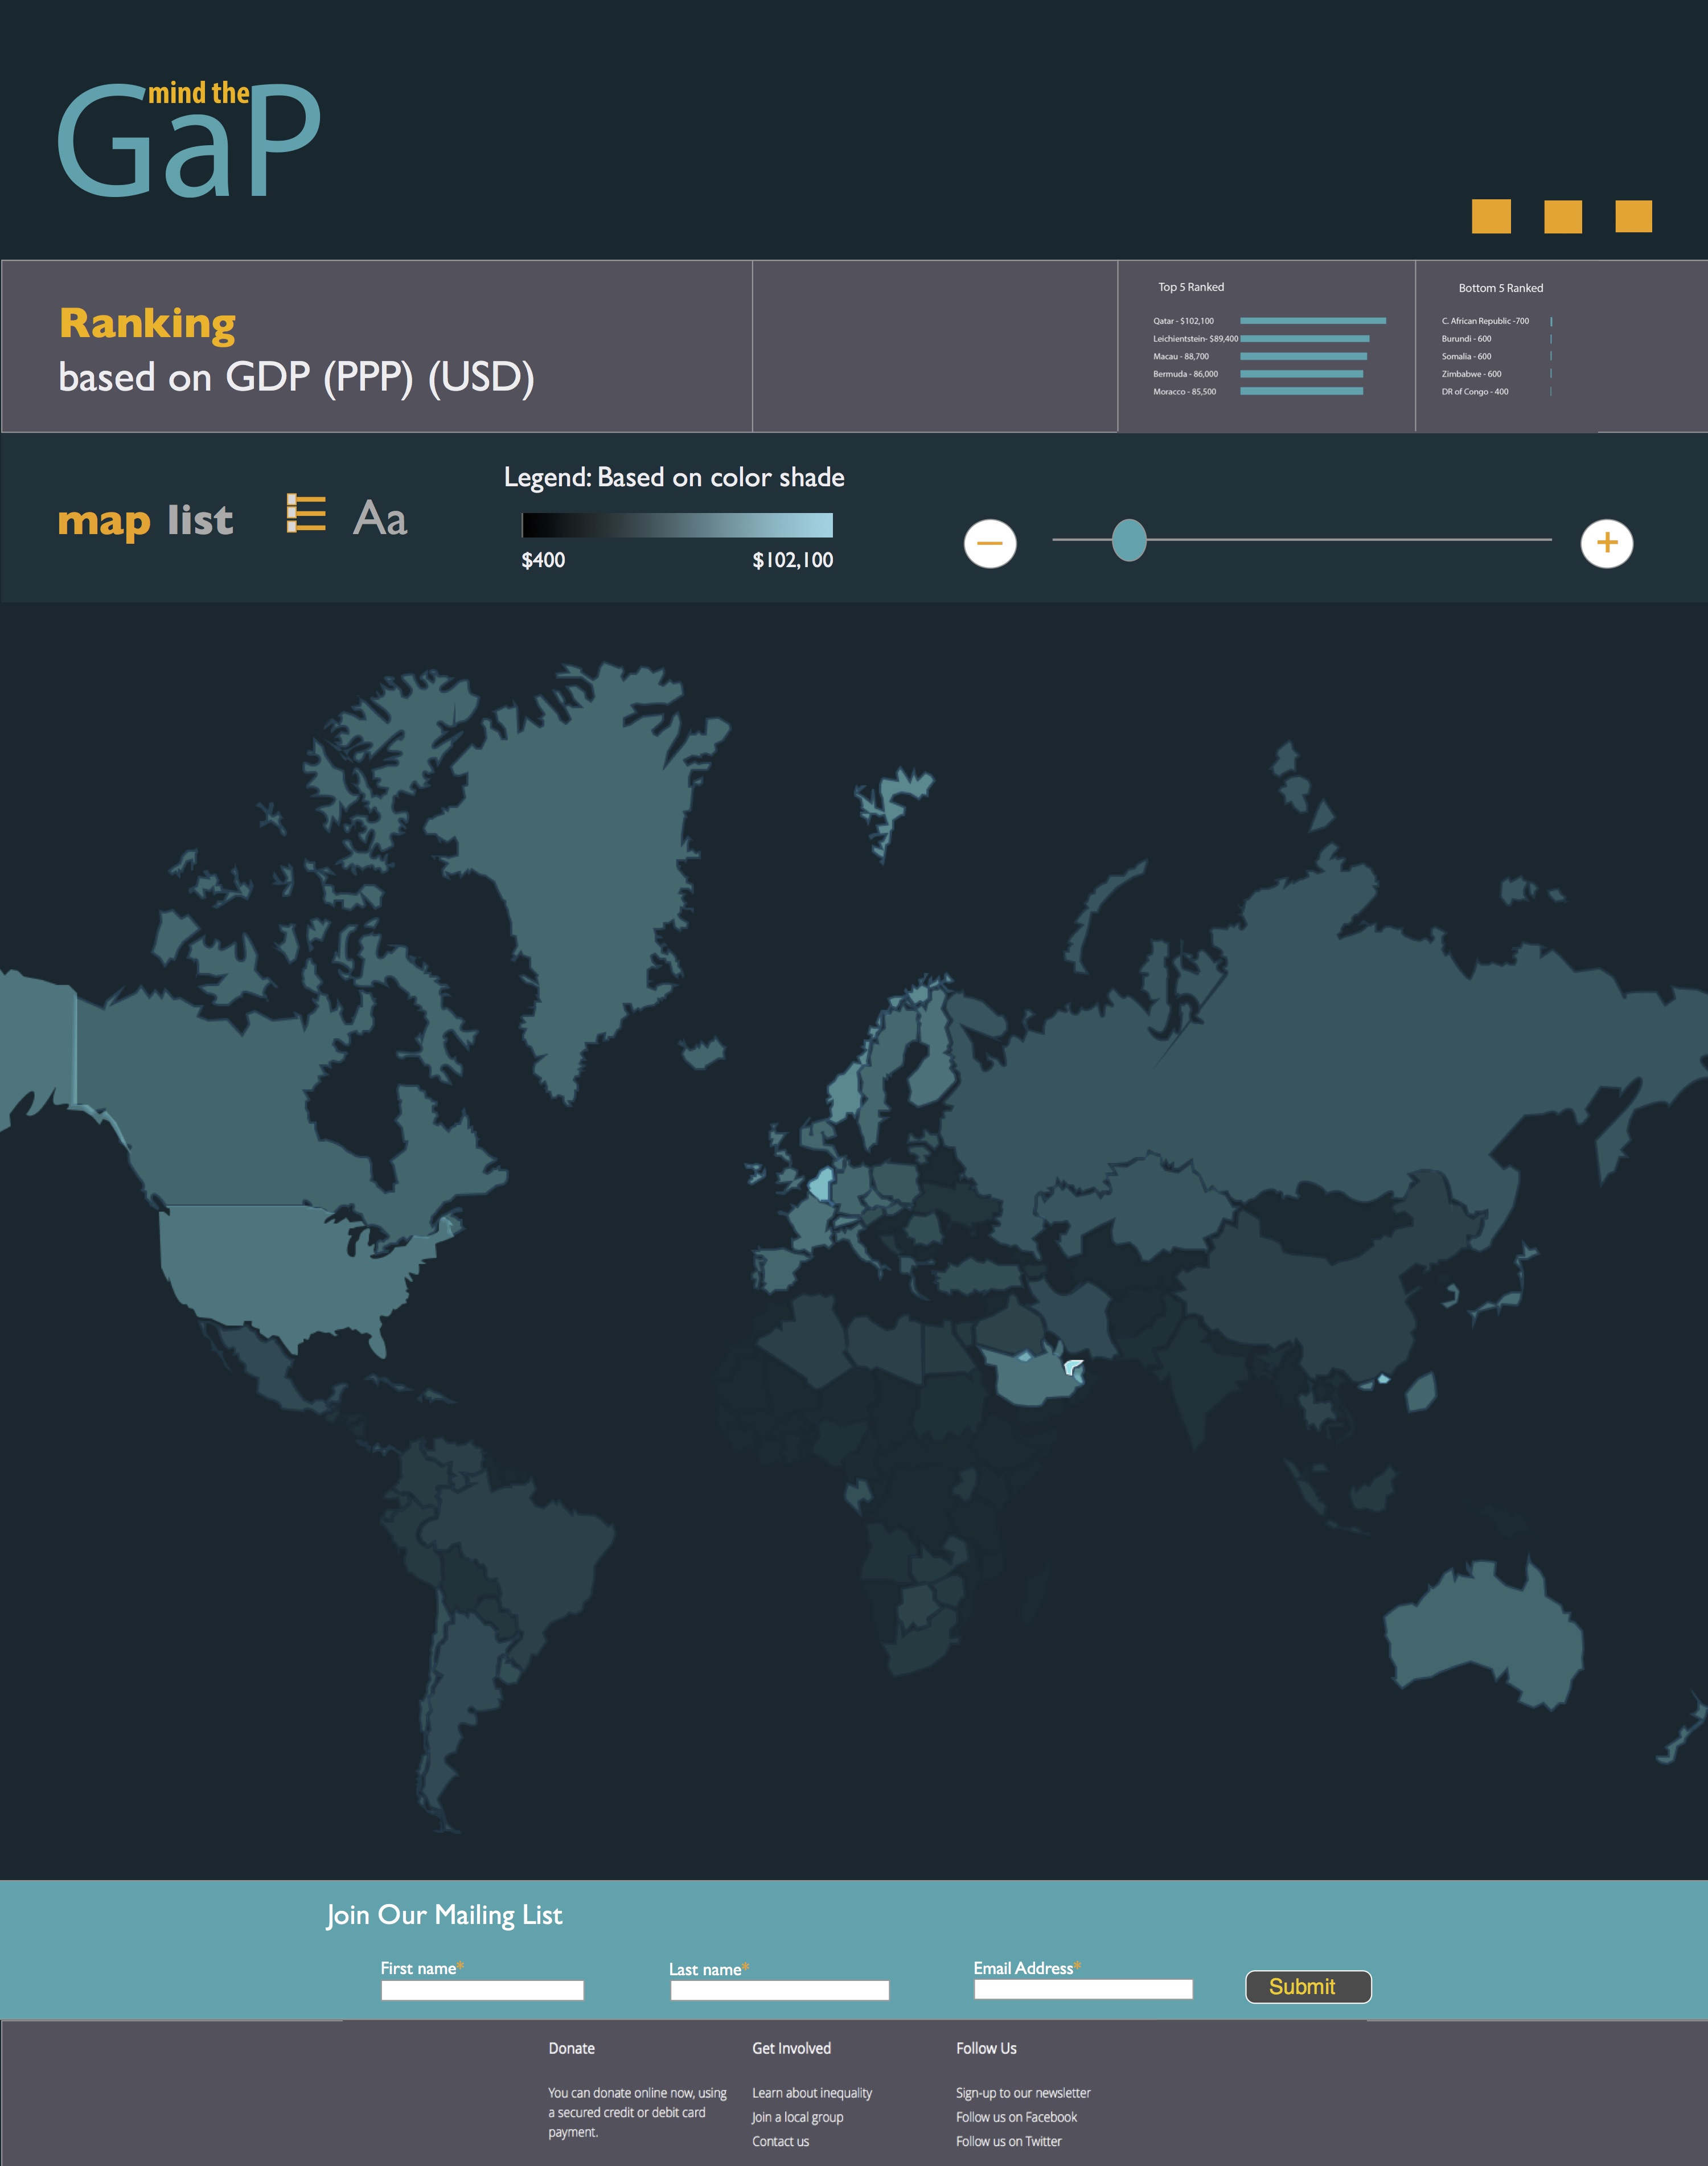 mind the
GaP
Ranking
based on GDP (PPP) (USD)
Top 5 Ranked
Qatar - $102,100
Leichientstein- $89,400
Macau - 88,700
Bermuda - 86,000
Moracco - 85,500
Bottom 5 Ranked
C. African Republic -700
Burundi - 600
Somalia - 600
Zimbabwe - 600
DR of Congo - 400
map list Aa
Legend: Based on color shade
$400 $102,100
Join Our Mailing List
First name* Last name* Email Address*
Submit
Donate
You can donate online now, using
a secured credit or debit card
payment.
Get Involved
Learn about inequality
Join a local group
Contact us
Follow Us
Sign-up to our newsletter
Follow us on Facebook
Follow us on Twitter